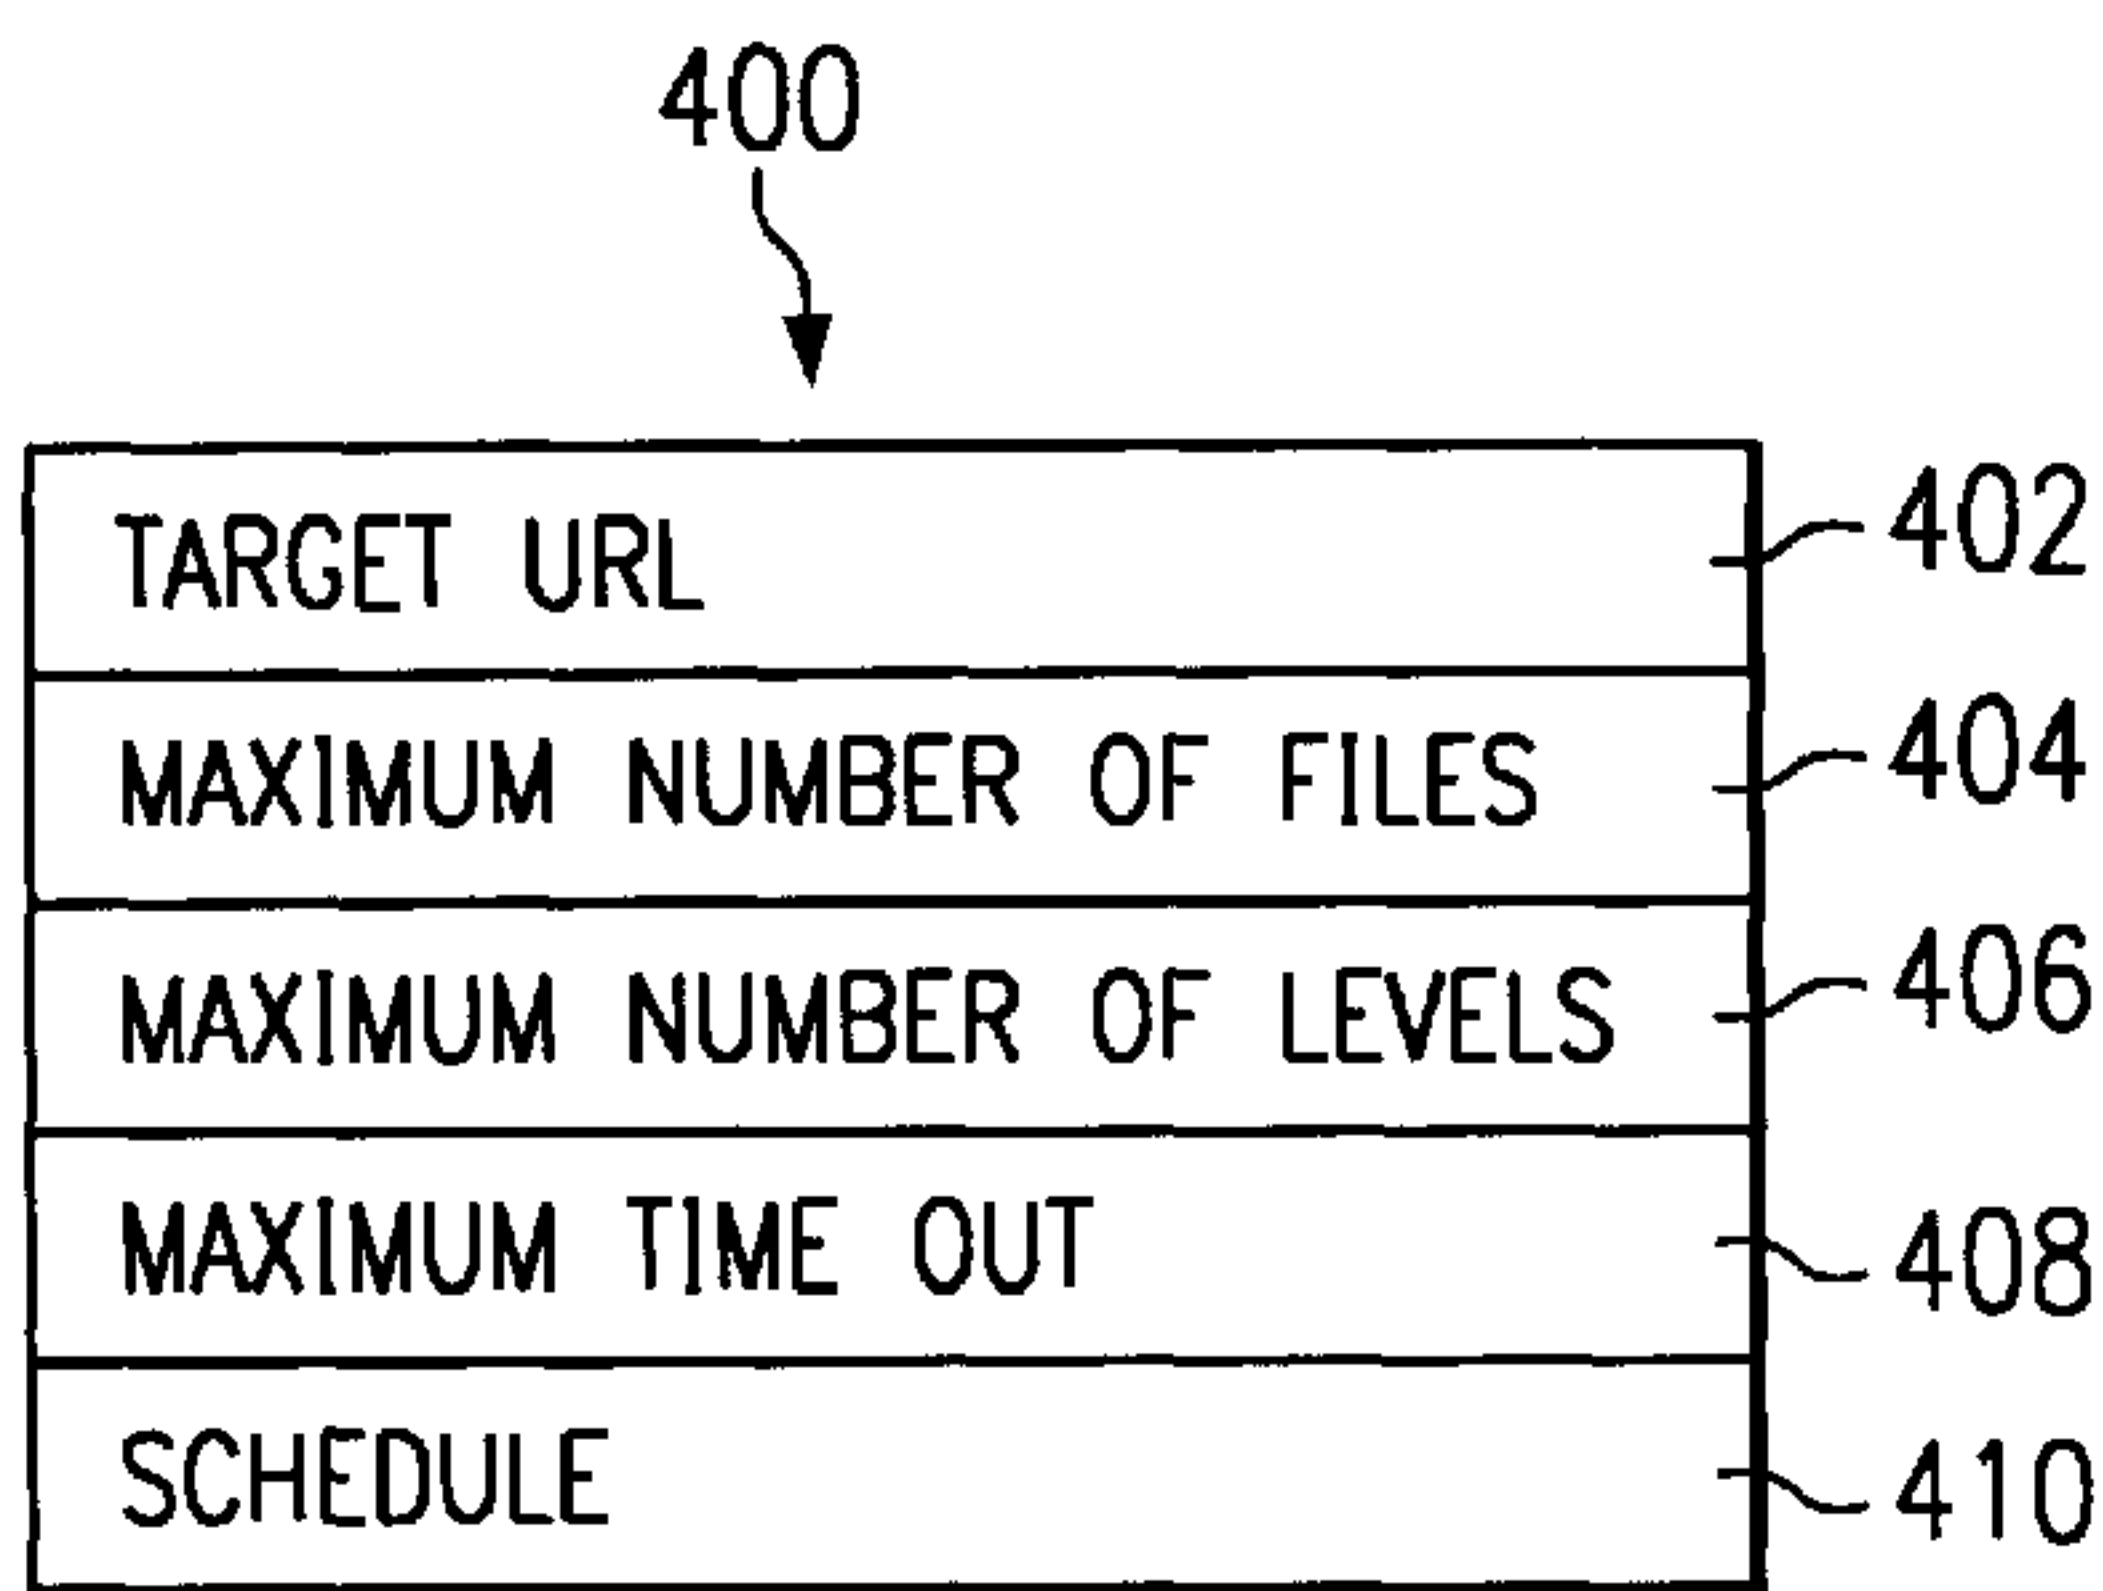 400
TARGET URL 402
MAXIMUM NUMBER OF FILES 404
MAXIMUM NUMBER OF LEVELS 406
MAXIMUM TIME OUT 408
SCHEDULE 410